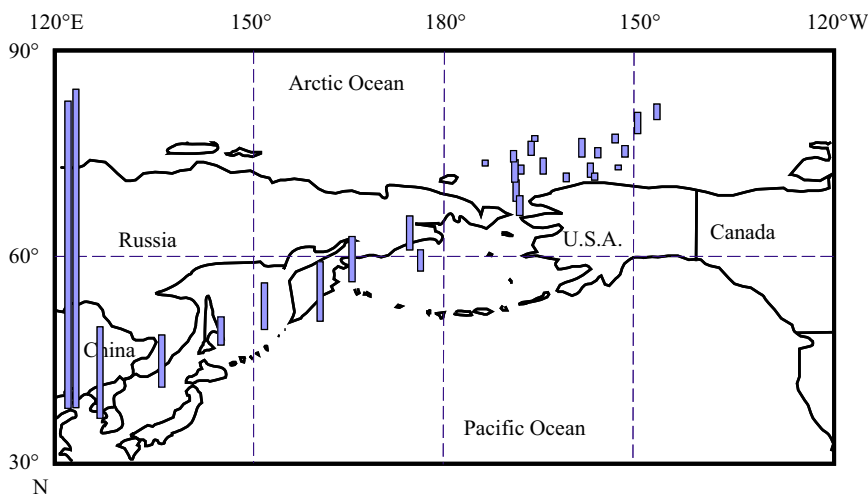 120°E 150° 180° 150° 120°W
90°
Arctic Ocean
Russia U.S.A. Canada
60°
China
Pacific Ocean
30°
N